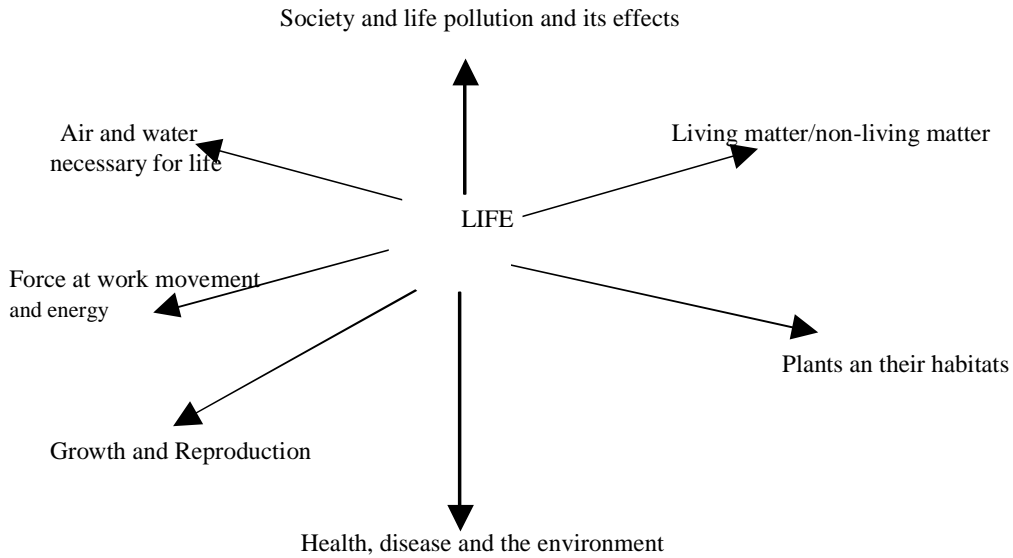 Society and life pollution and its effects
Air and water
necessary for life
Living matter/non-living matter
LIFE
Force at work movement
and energy
Plants an their habitats
Growth and Reproduction
Health, disease and the environment